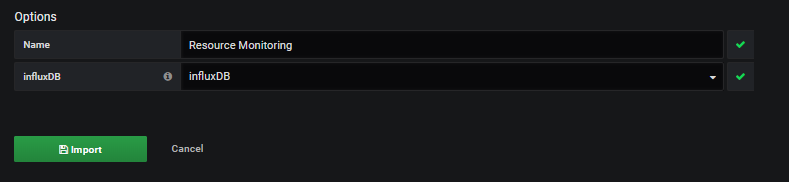 Options
Name Resource Monitoring
influxDB influxDB
Import Cancel